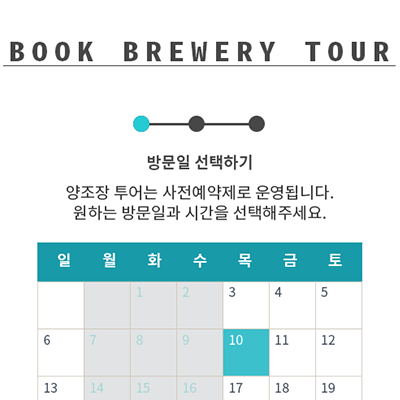 BOOK BREWERY TOUR
방문일 선택하기
양조장 투어는 사전예약제로 운영됩니다.
원하는 방문일과 시간을 선택해주세요.
일 월 화 수 목 금 토
1 2 3 4 5
6 7 8 9 10 11 12
13 14 15 16 17 18 19